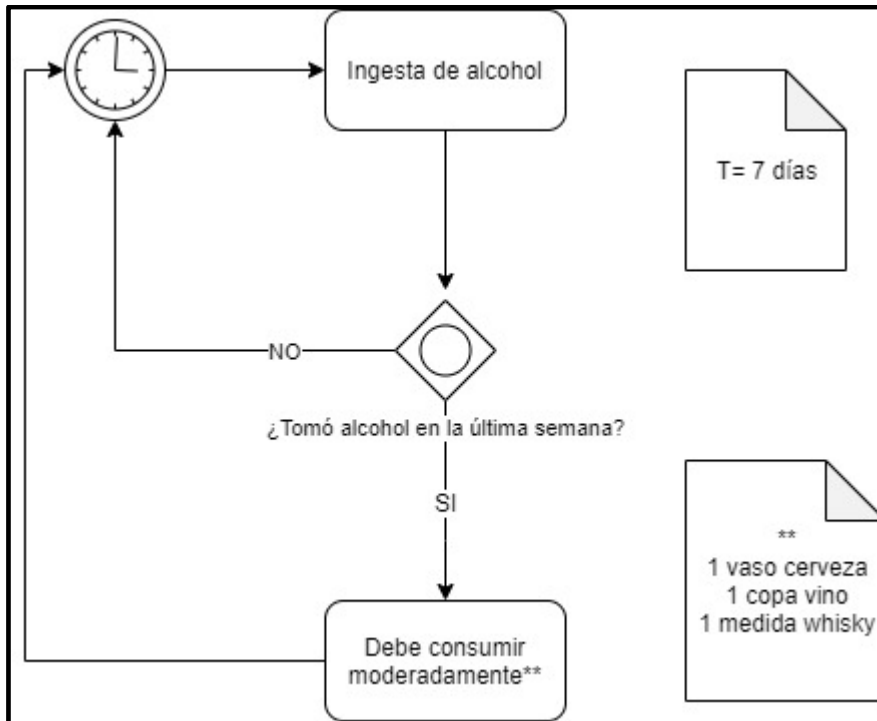 Ingesta de alcohol
T= 7 días
NO
¿Tomó alcohol en la última semana?
SI
**
1 vaso cerveza
1 copa vino
1 medida whisky
Debe consumir
moderadamente**